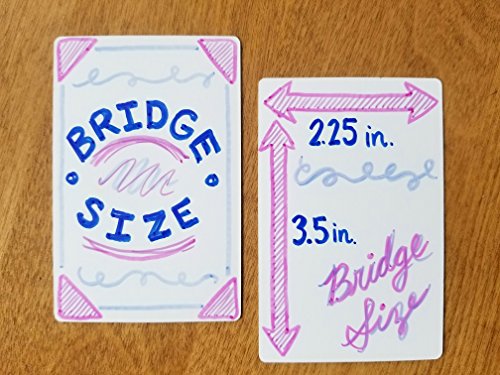 BRIDGE
SIZE
2.25 in.
3.5 in.
Bridge
Size